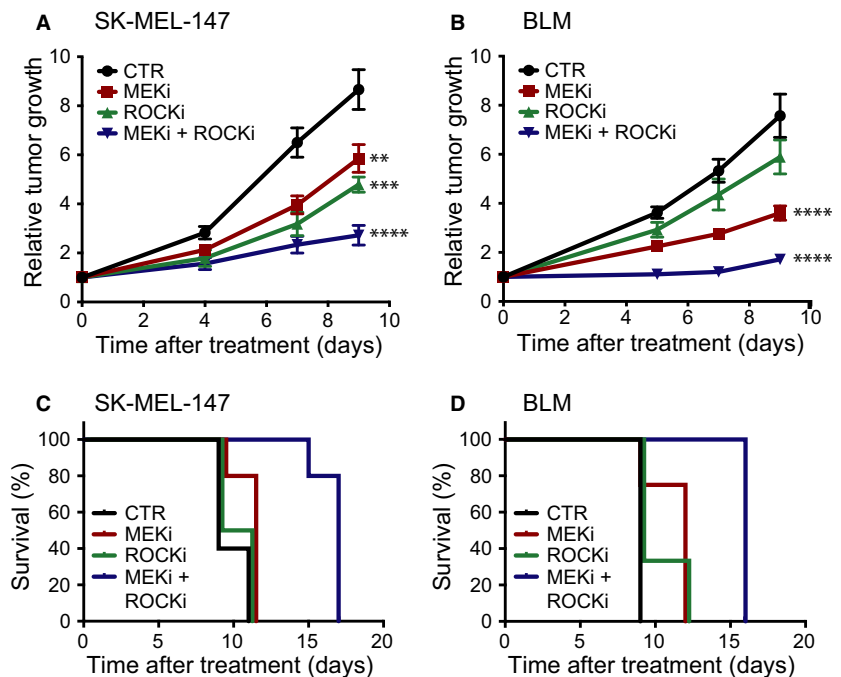 A SK-MEL-147
10
8
6
4
2
0
Relative tumor growth
CTR
MEKi
ROCKi
MEKi + ROCKi
**
***
****
0 2 4 6 8 10
Time after treatment (days)
B BLM
10
8
6
4
2
0
Relative tumor growth
CTR
MEKi
ROCKi
MEKi + ROCKi
****
****
0 2 4 6 8 10
Time after treatment (days)
C SK-MEL-147
100
80
60
40
20
0
Survival (%)
CTR
MEKi
ROCKi
MEKi +
ROCKi
0 5 10 15 20
Time after treatment (days)
D BLM
100
80
60
40
20
0
Survival (%)
CTR
MEKi
ROCKi
MEKi +
ROCKi
0 5 10 15 20
Time after treatment (days)